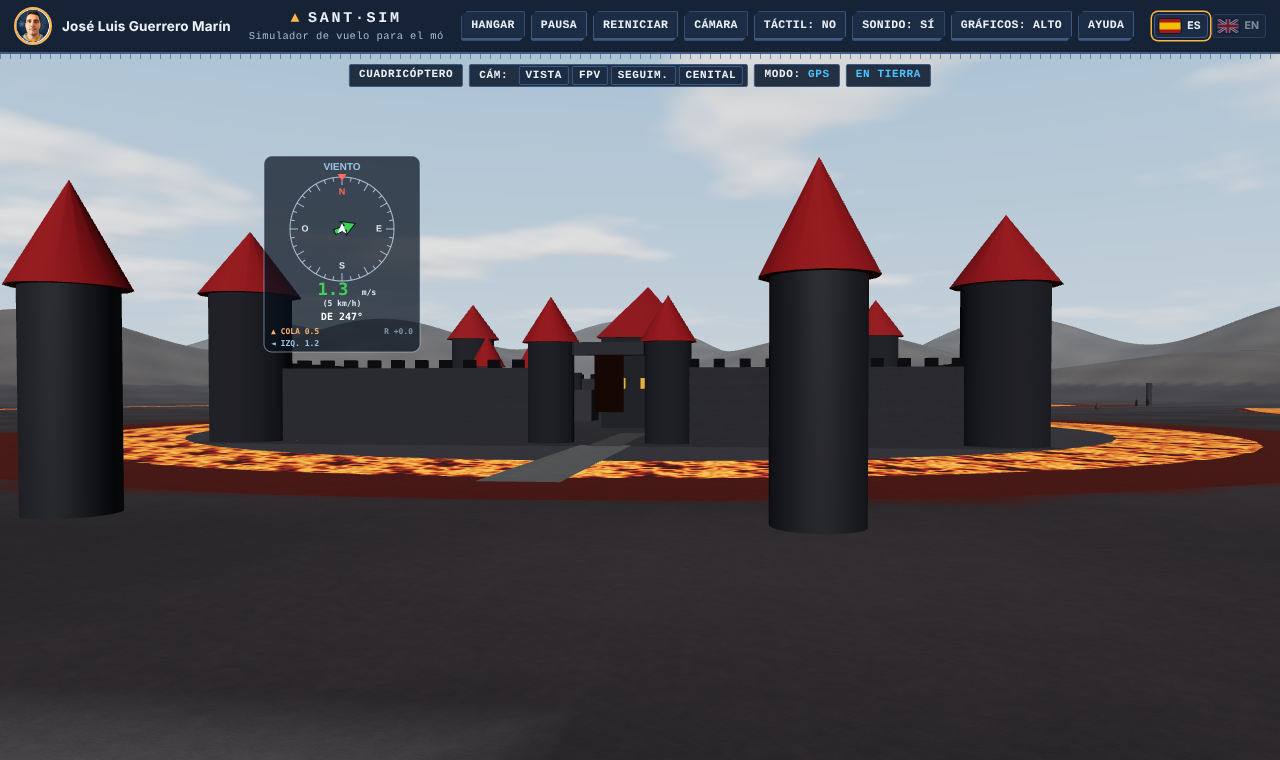 José Luis Guerrero Marín
▲ SANT·SIM
Simulador de vuelo para el mó
HANGAR
PAUSA
REINICIAR
CÁMARA
TÁCTIL: NO
SONIDO: SÍ
GRÁFICOS: ALTO
AYUDA
ES
EN
CUADRICÓPTERO
CÁM: VISTA FPV SEGUIM. CENITAL
MODO: GPS
EN TIERRA
VIENTO
N
O E
S
1.3 m/s
(5 km/h)
DE 247°
▲ COLA 0.5 R +0.0
◄ IZQ. 1.2